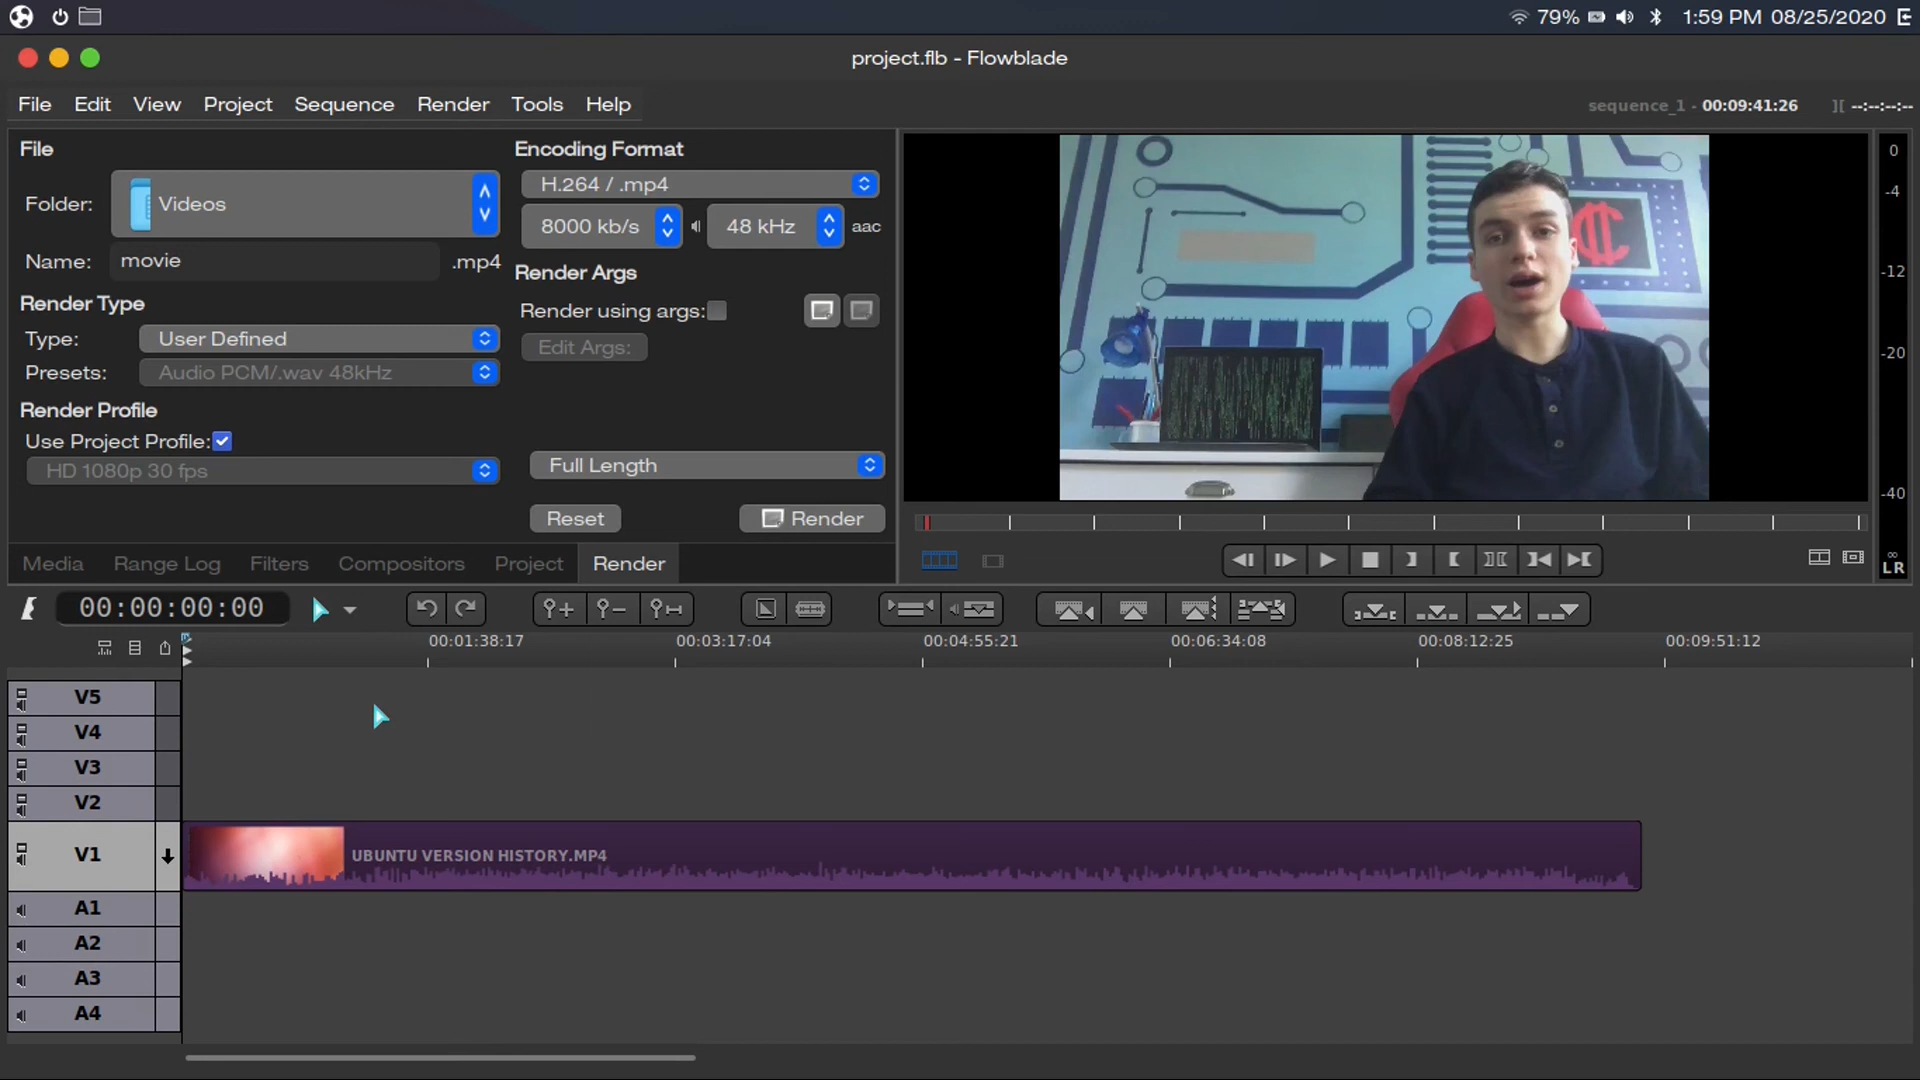 79% 1:59 PM 08/25/2020
project.flb - Flowblade
File Edit View Project Sequence Render Tools Help
sequence_1 - 00:09:41:26 ][ --:--:--:--
File
Folder: Videos
Name: movie .mp4
Render Type
Type: User Defined
Presets: Audio PCM/.wav 48kHz
Render Profile
Use Project Profile:
HD 1080p 30 fps
Encoding Format
H.264 / .mp4
8000 kb/s 48 kHz aac
Render Args
Render using args:
Edit Args:
Full Length
Reset Render
0
-4
-12
-20
-40
∞
LR
Media Range Log Filters Compositors Project Render
00:00:00:00
00:01:38:17 00:03:17:04 00:04:55:21 00:06:34:08 00:08:12:25 00:09:51:12
V5
V4
V3
V2
V1 UBUNTU VERSION HISTORY.MP4
A1
A2
A3
A4